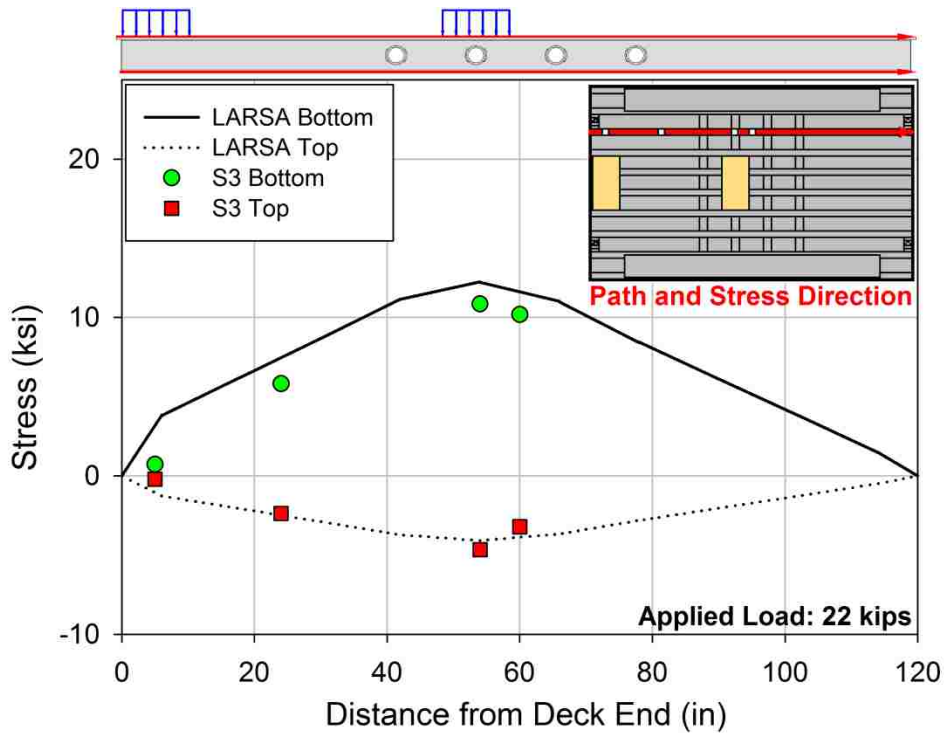 LARSA Bottom
LARSA Top
S3 Bottom
S3 Top
Path and Stress Direction
20
10
0
-10
Stress (ksi)
Applied Load: 22 kips
0 20 40 60 80 100 120
Distance from Deck End (in)